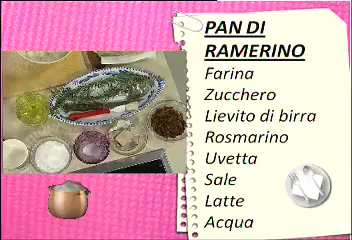 PAN DI
RAMERINO
Farina
Zucchero
Lievito di birra
Rosmarino
Uvetta
Sale
Latte
Acqua